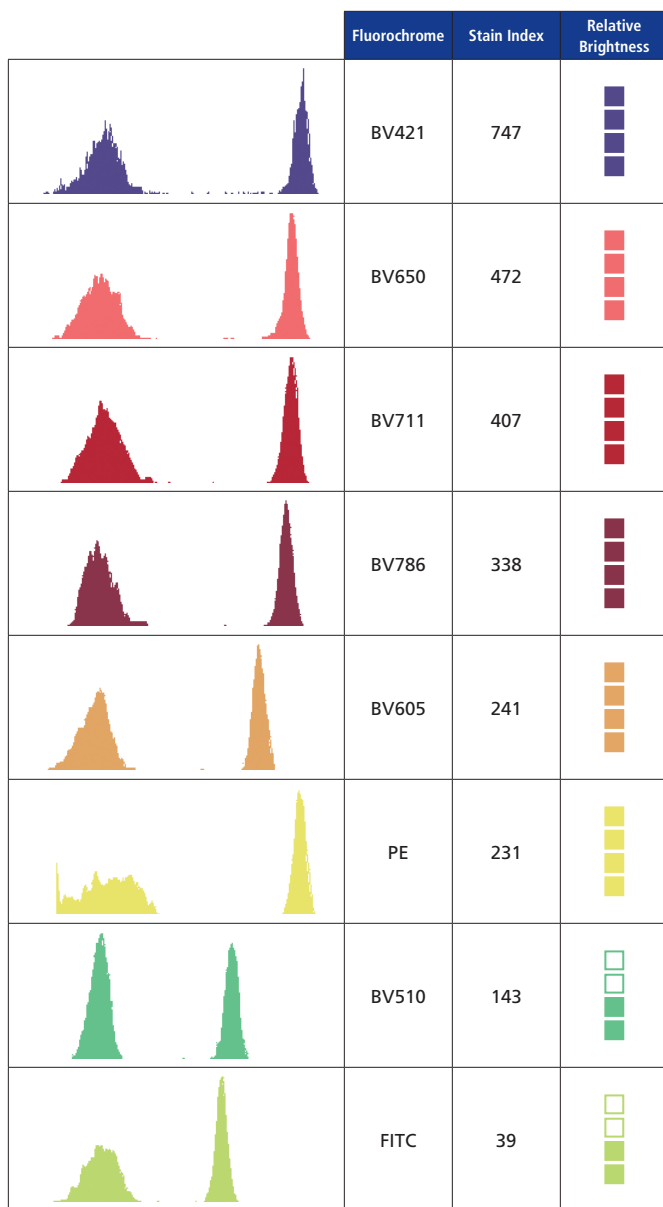 Fluorochrome Stain Index Relative
Brightness
BV421 747
BV650 472
BV711 407
BV786 338
BV605 241
PE 231
BV510 143
FITC 39